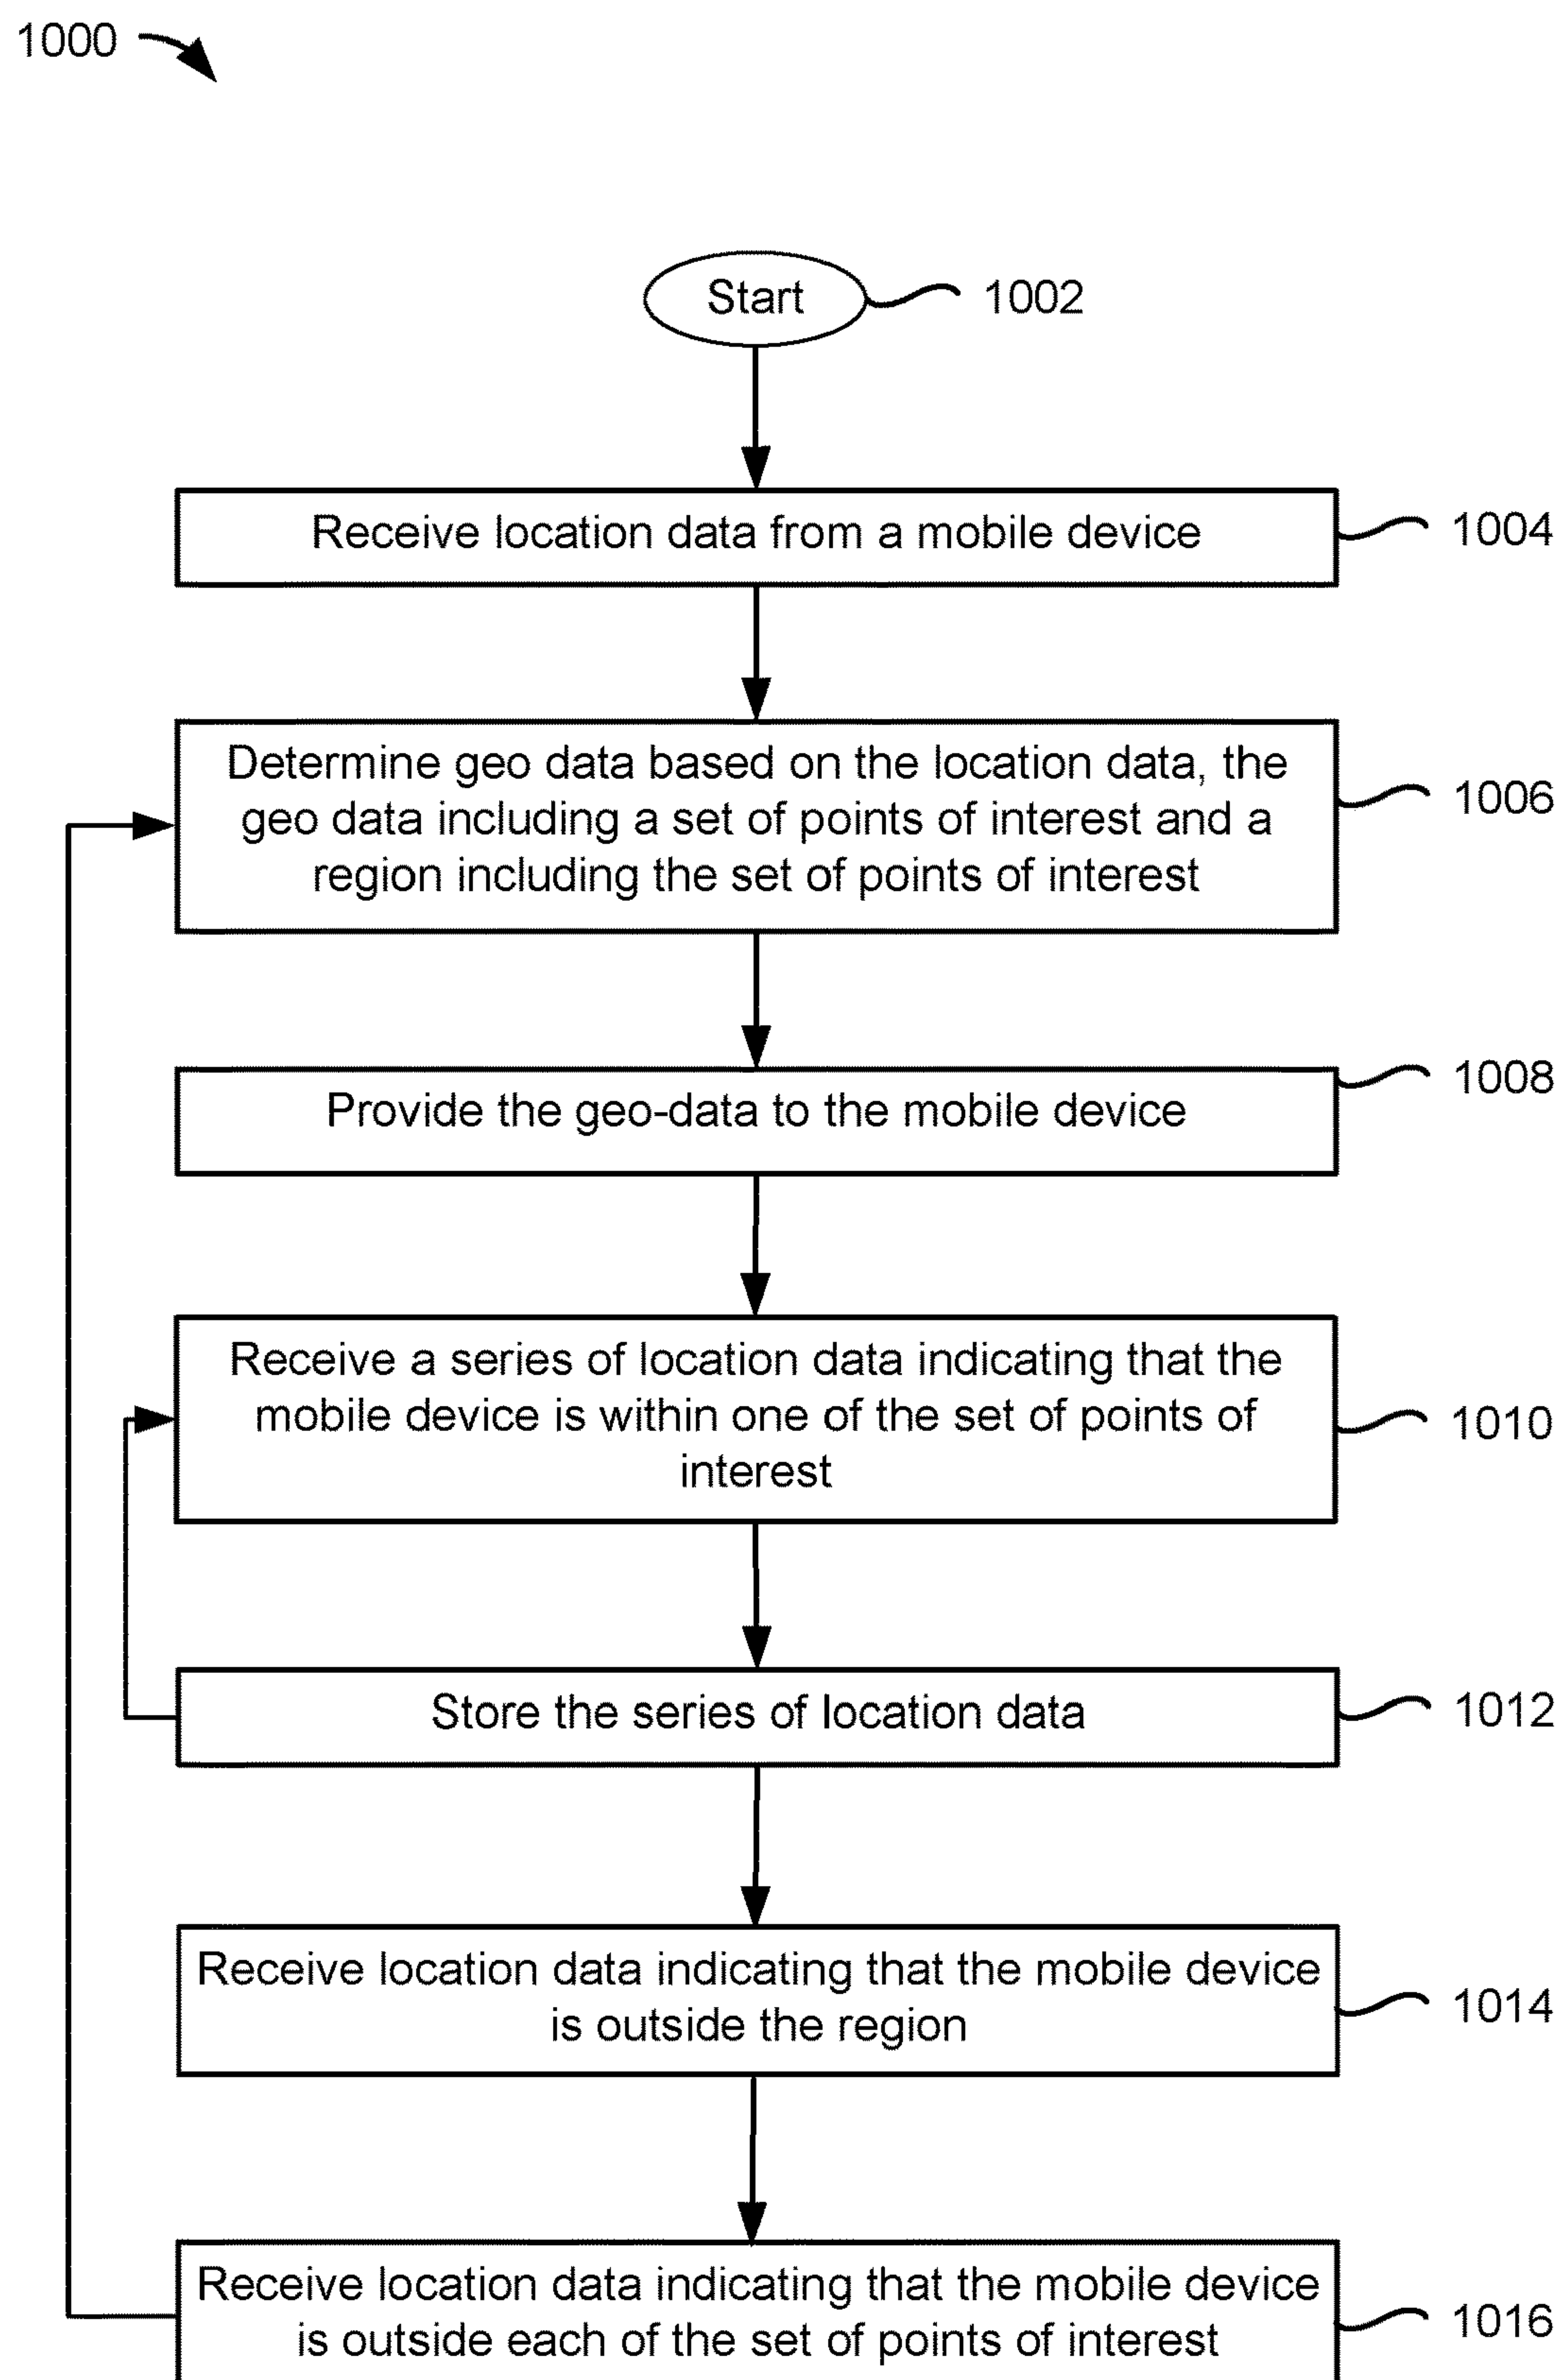 1000
Start
1002
Receive location data from a mobile device
1004
Determine geo data based on the location data, the
geo data including a set of points of interest and a
region including the set of points of interest
1006
Provide the geo-data to the mobile device
1008
Receive a series of location data indicating that the
mobile device is within one of the set of points of
interest
1010
Store the series of location data
1012
Receive location data indicating that the mobile device
is outside the region
1014
Receive location data indicating that the mobile device
is outside each of the set of points of interest
1016